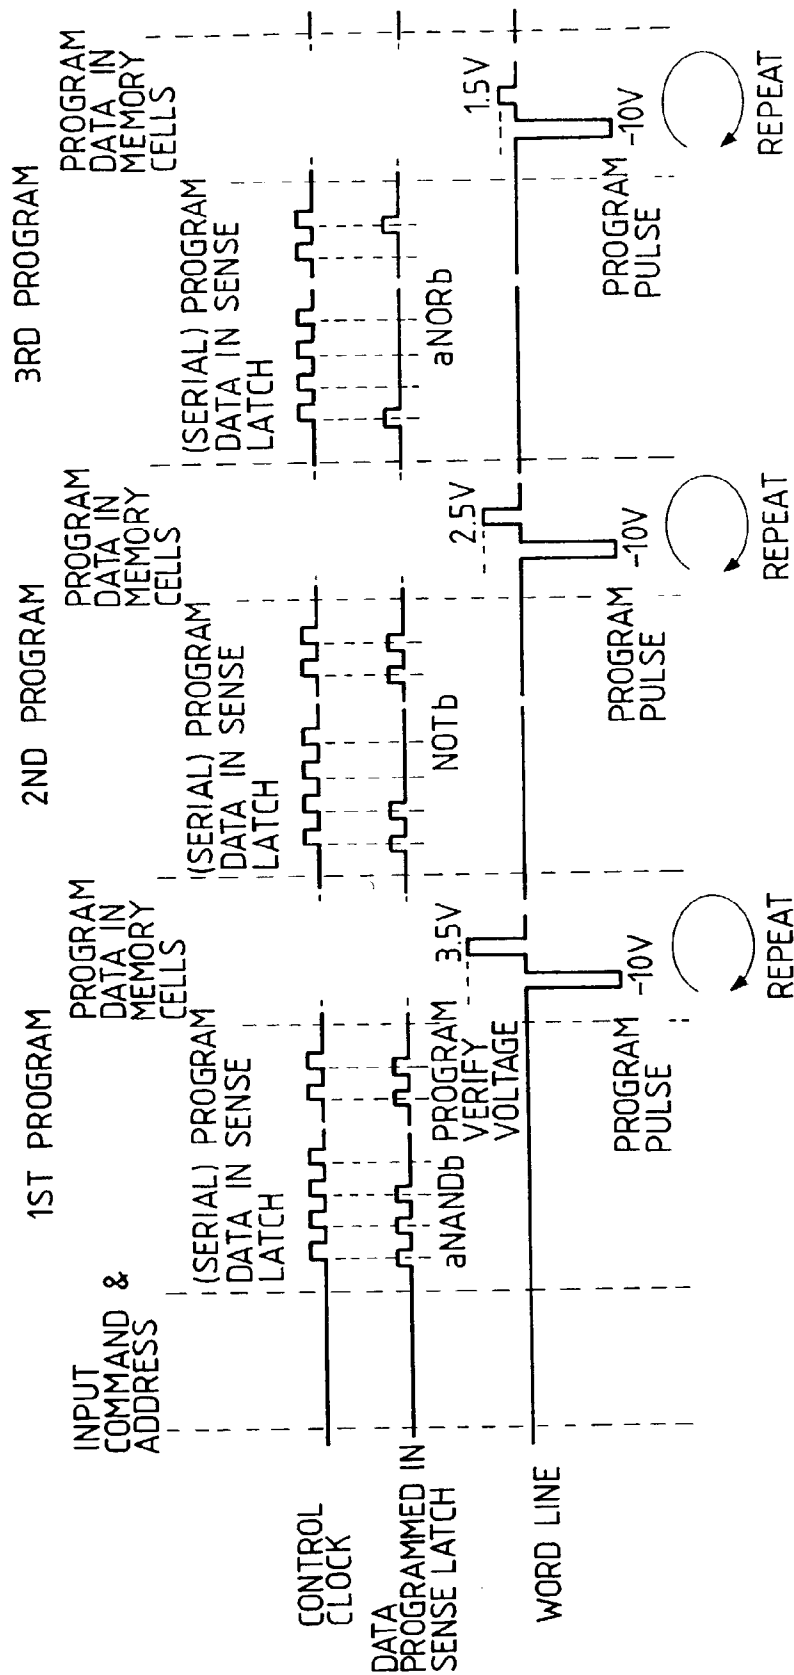 1ST PROGRAM
2ND PROGRAM
3RD PROGRAM
INPUT
COMMAND &
ADDRESS
(SERIAL) PROGRAM
DATA IN SENSE
LATCH
PROGRAM
DATA IN
MEMORY
CELLS
(SERIAL) PROGRAM
DATA IN SENSE
LATCH
PROGRAM
DATA IN
MEMORY
CELLS
(SERIAL) PROGRAM
DATA IN SENSE
LATCH
PROGRAM
DATA IN
MEMORY
CELLS
CONTROL
CLOCK
DATA
PROGRAMMED IN
SENSE LATCH
aNANDb
NOTb
aNORb
PROGRAM
VERIFY
VOLTAGE
3.5V
2.5V
1.5V
WORD LINE
PROGRAM
PULSE
-10V
PROGRAM
PULSE
-10V
PROGRAM
PULSE
-10V
REPEAT
REPEAT
REPEAT